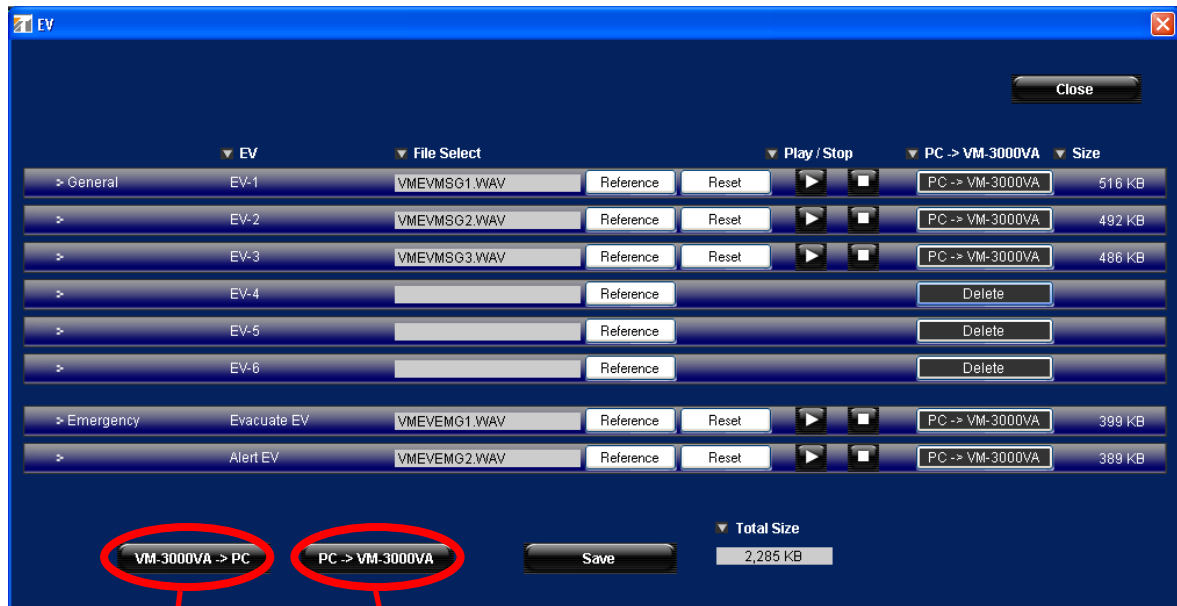 EV
Close
EV File Select Play / Stop PC -> VM-3000VA Size
> General EV-1 VMEVMSG1.WAV Reference Reset PC -> VM-3000VA 516 KB
> EV-2 VMEVMSG2.WAV Reference Reset PC -> VM-3000VA 492 KB
> EV-3 VMEVMSG3.WAV Reference Reset PC -> VM-3000VA 486 KB
> EV-4 Reference Delete
> EV-5 Reference Delete
> EV-6 Reference Delete
> Emergency Evacuate EV VMEVEMG1.WAV Reference Reset PC -> VM-3000VA 399 KB
> Alert EV VMEVEMG2.WAV Reference Reset PC -> VM-3000VA 389 KB
Total Size
VM-3000VA -> PC PC -> VM-3000VA Save 2,285 KB